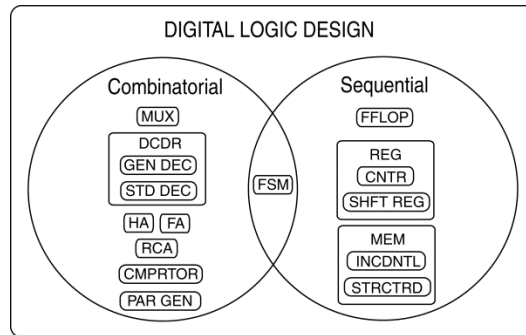 DIGITAL LOGIC DESIGN
Combinatorial
MUX
DCDR
GEN DEC
STD DEC
HA FA
RCA
CMPRTOR
PAR GEN
FSM
Sequential
FFLOP
REG
CNTR
SHFT REG
MEM
INCDNTL
STRCTRD